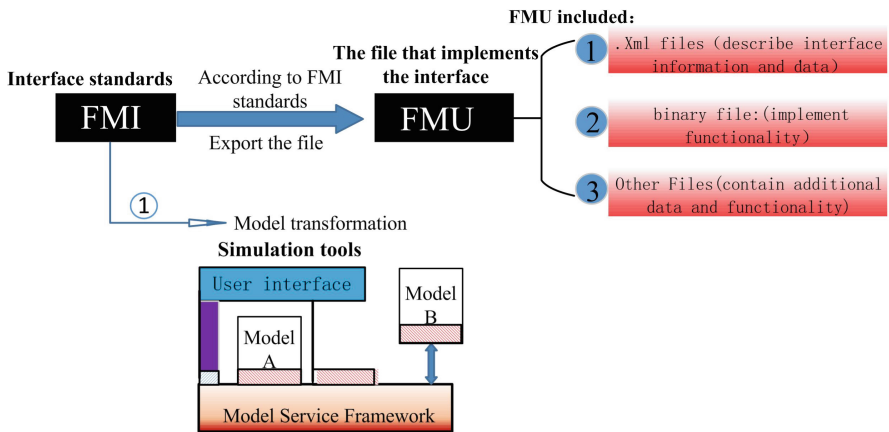 FMU included:
1
.Xml files (describe interface
information and data)
The file that implements
the interface
Interface standards
According to FMI
standards
FMI
FMU
Export the file
2
binary file:(implement
functionality)
3
Other Files(contain additional
data and functionality)
1
Model transformation
Simulation tools
User interface
Model
A
Model
B
Model Service Framework